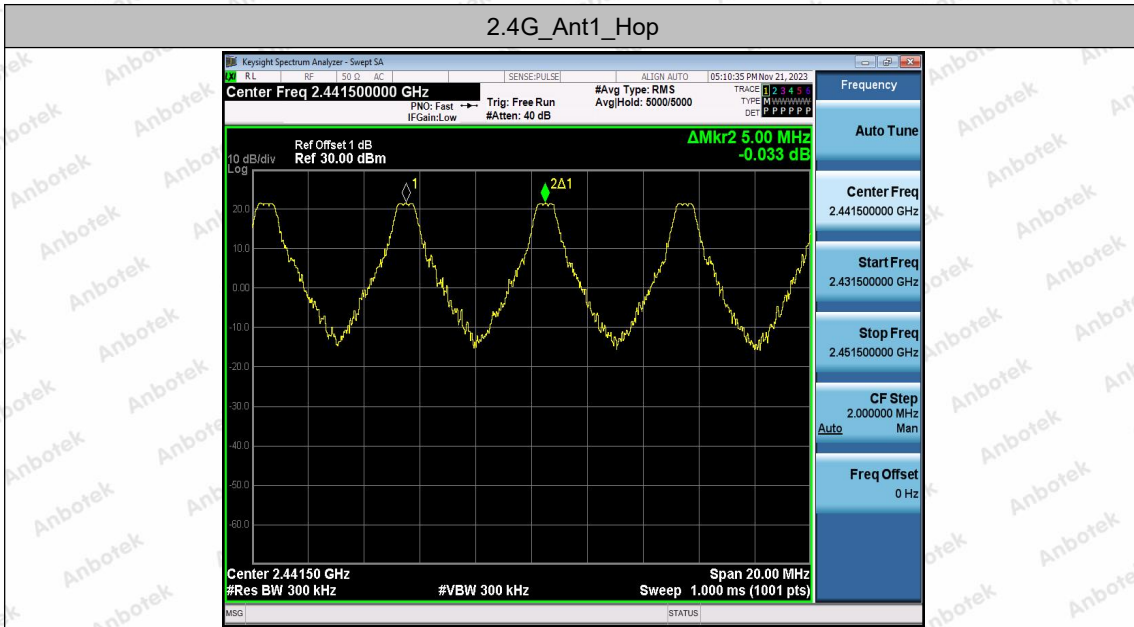 2.4G_Ant1_Hop
Keysight Spectrum Analyzer - Swept SA
LXI RL RF 50 Ω AC SENSE:PULSE ALIGN AUTO 05:10:35 PM Nov 21, 2023
Center Freq 2.441500000 GHz
PNO: Fast
IFGain:Low
Trig: Free Run
#Atten: 40 dB
#Avg Type: RMS
Avg|Hold: 5000/5000
TRACE 1 2 3 4 5 6
TYPE M W W W W W
DET P P P P P P
ΔMkr2 5.00 MHz
-0.033 dB
Ref Offset 1 dB
10 dB/div Ref 30.00 dBm
Log
1
2Δ1
20.0
10.0
0.00
-10.0
-20.0
-30.0
-40.0
-50.0
-60.0
Center 2.44150 GHz Span 20.00 MHz
#Res BW 300 kHz #VBW 300 kHz Sweep 1.000 ms (1001 pts)
MSG STATUS
Frequency
Auto Tune
Center Freq
2.441500000 GHz
Start Freq
2.431500000 GHz
Stop Freq
2.451500000 GHz
CF Step
2.000000 MHz
Auto Man
Freq Offset
0 Hz
Anbotek